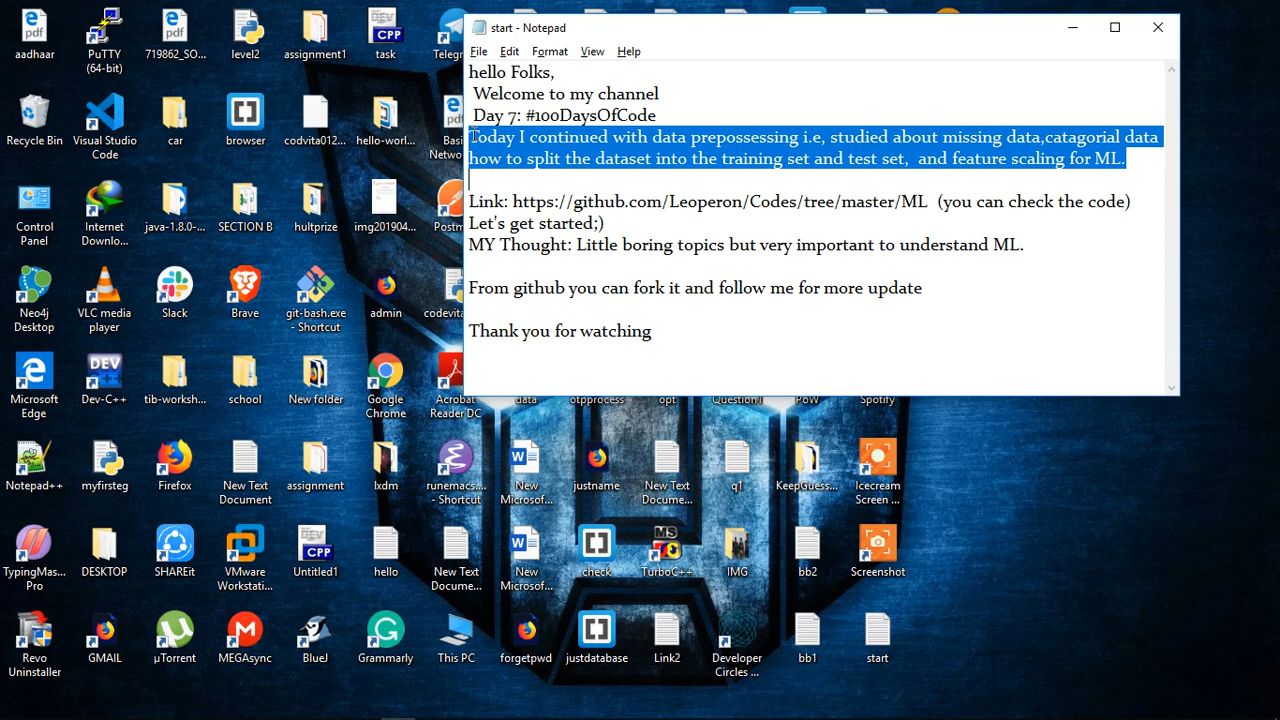 start - Notepad
File Edit Format View Help
hello Folks,
Welcome to my channel
Day 7: #100DaysOfCode
Today I continued with data prepossessing i.e, studied about missing data,catagorial data
how to split the dataset into the training set and test set,  and feature scaling for ML.
Link: https://github.com/Leoperon/Codes/tree/master/ML  (you can check the code)
Let's get started;)
MY Thought: Little boring topics but very important to understand ML.
From github you can fork it and follow me for more update
Thank you for watching
aadhaar
PuTTY
(64-bit)
719862_SO...
level2
assignment1
task
Telegr
Recycle Bin
Visual Studio
Code
car
browser
codvita012...
hello-worl...
Basi
Netwo
Control
Panel
Internet
Downlo...
java-1.8.0-...
SECTION B
hultprize
img201904...
Postm
Neo4j
Desktop
VLC media
player
Slack
Brave
git-bash.exe
- Shortcut
admin
codevita
Microsoft
Edge
Dev-C++
tib-worksh...
school
New folder
Google
Chrome
Acrobat
Reader DC
data
otpprocess
opt
PoW
Spotify
Notepad++
myfirsteg
Firefox
New Text
Document
assignment
lxdm
runemacs....
- Shortcut
New
Microsof...
justname
New Text
Docume...
q1
KeepGuess...
Icecream
Screen ...
TypingMas...
Pro
DESKTOP
SHAREit
VMware
Workstati...
Untitled1
hello
New Text
Docume...
New
Microsof...
check
TurboC++
IMG
bb2
Screenshot
Revo
Uninstaller
GMAIL
µTorrent
MEGAsync
BlueJ
Grammarly
This PC
forgetpwd
justdatabase
Link2
Developer
Circles ...
bb1
start